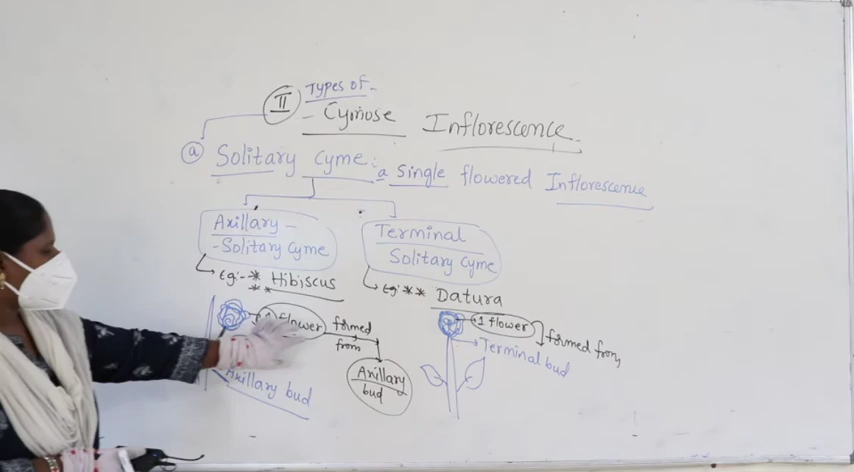 II Types of -
- Cymose Inflorescence
a Solitary cyme : a single flowered Inflorescence
Axillary -
- Solitary Cyme
Terminal
Solitary Cyme
eg:- * Hibiscus
**
eg: ** Datura
flower formed
from
Axillary
bud
Axillary bud
1 flower formed from,
Terminal bud